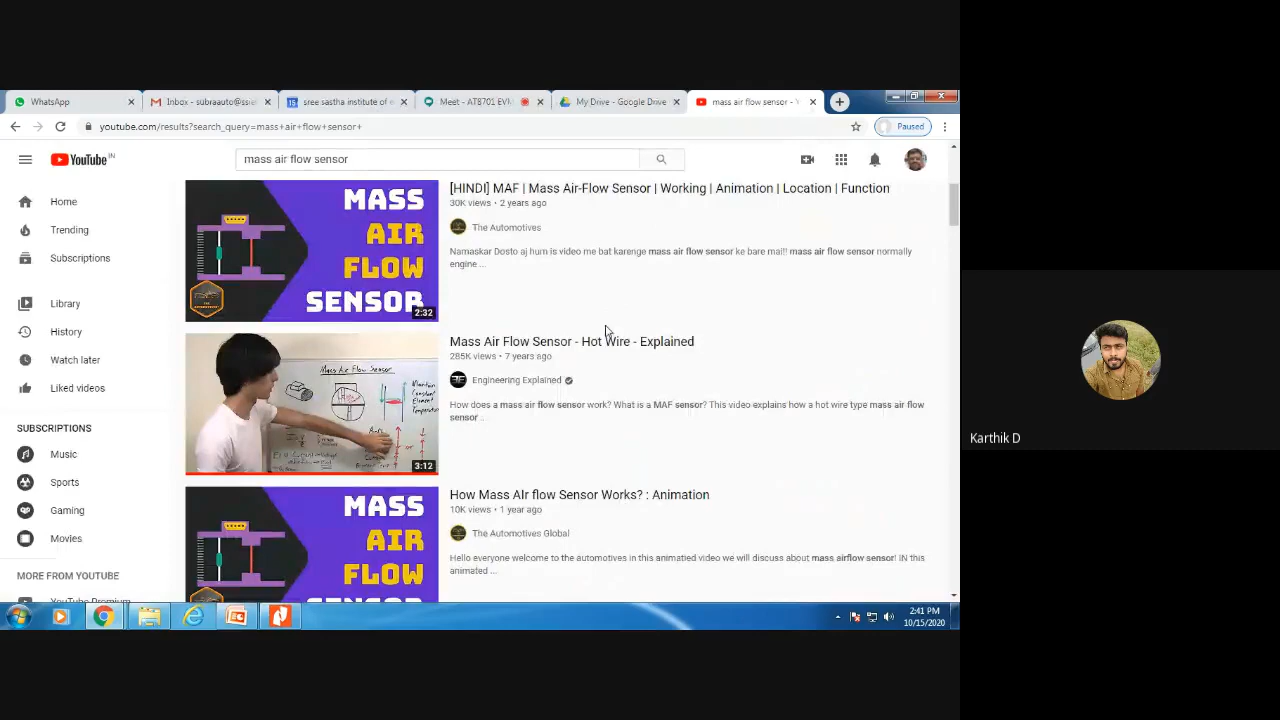 WhatsApp
Inbox - subraauto@ssiet
sree sastha institute of e
Meet - AT8701 EVM
My Drive - Google Drive
mass air flow sensor - Y
youtube.com/results?search_query=mass+air+flow+sensor+
Paused
YouTube IN
mass air flow sensor
Home
Trending
Subscriptions
Library
History
Watch later
Liked videos
SUBSCRIPTIONS
Music
Sports
Gaming
Movies
MORE FROM YOUTUBE
YouTube Premium
MASS
AIR
FLOW
SENSOR
2:32
[HINDI] MAF | Mass Air-Flow Sensor | Working | Animation | Location | Function
30K views • 2 years ago
The Automotives
Namaskar Dosto aj hum is video me bat karenge mass air flow sensor ke bare mai!! mass air flow sensor normally
engine ...
Mass Air Flow Sensor
3:12
Mass Air Flow Sensor - Hot Wire - Explained
285K views • 7 years ago
Engineering Explained
How does a mass air flow sensor work? What is a MAF sensor? This video explains how a hot wire type mass air flow
sensor ...
MASS
AIR
FLOW
SENSOR
How Mass AIr flow Sensor Works? : Animation
10K views • 1 year ago
The Automotives Global
Hello everyone welcome to the automotives in this animated video we will discuss about mass airflow sensor! IN this
animated ...
2:41 PM
10/15/2020
Karthik D